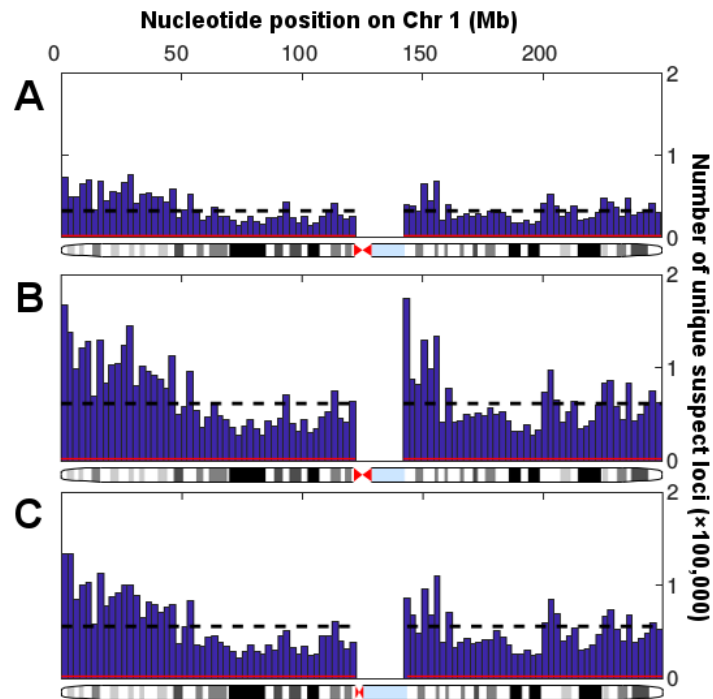 Nucleotide position on Chr 1 (Mb)
0 50 100 150 200
A
2
1
0
B
2
1
0
C
2
1
0
Number of unique suspect loci (×100,000)